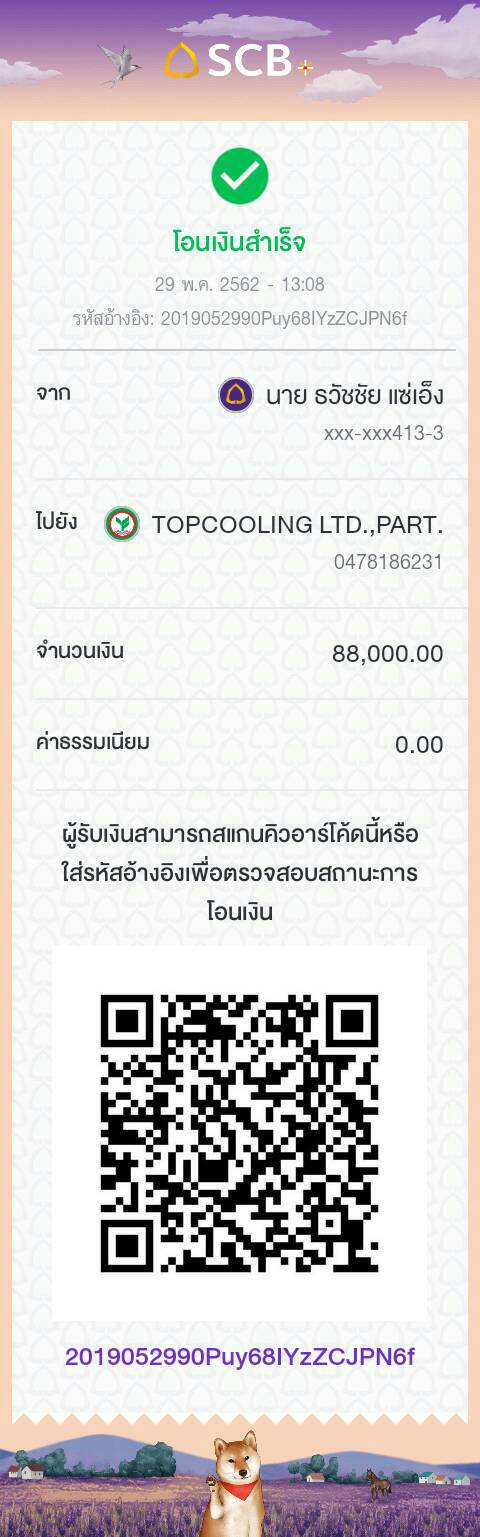 SCB
โอนเงินสำเร็จ
29 พ.ค. 2562 - 13:08
รหัสอ้างอิง: 2019052990Puy68IYzZCJPN6f
จาก นาย ธวัชชัย แซ่เอ็ง
xxx-xxx413-3
ไปยัง TOPCOOLING LTD.,PART.
0478186231
จำนวนเงิน 88,000.00
ค่าธรรมเนียม 0.00
ผู้รับเงินสามารถสแกนคิวอาร์โค้ดนี้หรือ
ใส่รหัสอ้างอิงเพื่อตรวจสอบสถานะการ
โอนเงิน
2019052990Puy68IYzZCJPN6f